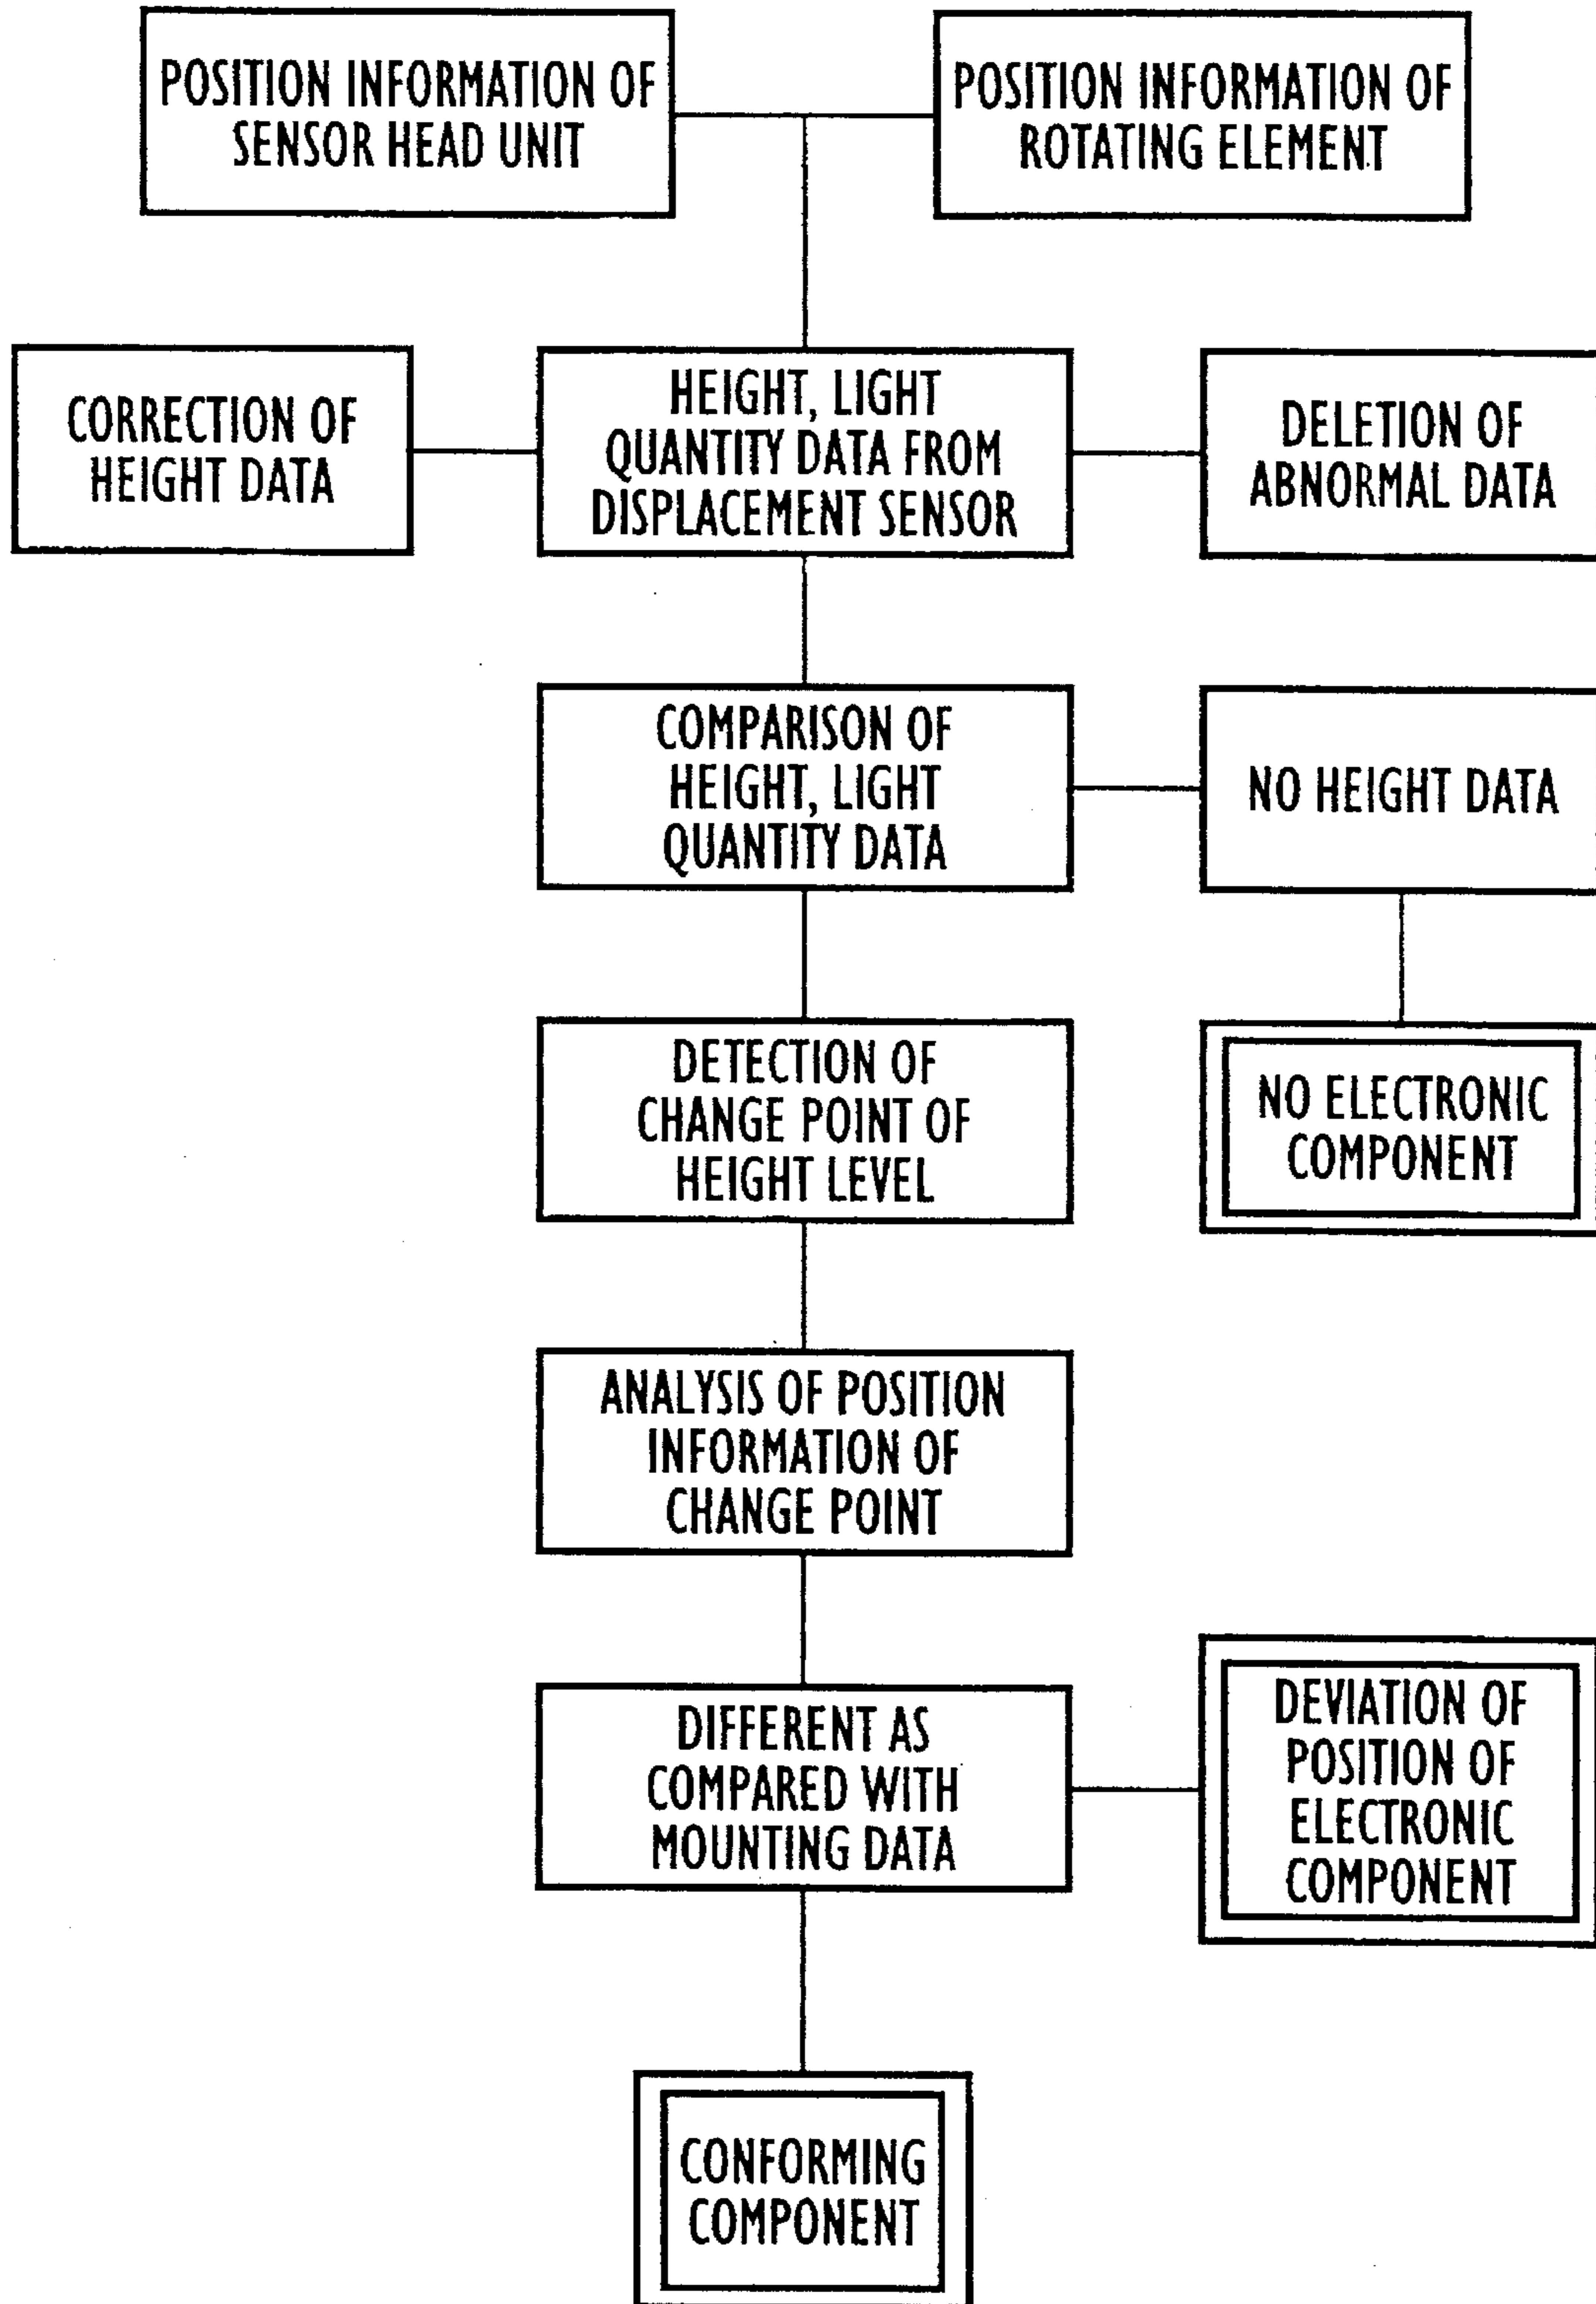 POSITION INFORMATION OF
SENSOR HEAD UNIT
POSITION INFORMATION OF
ROTATING ELEMENT
CORRECTION OF
HEIGHT DATA
HEIGHT, LIGHT
QUANTITY DATA FROM
DISPLACEMENT SENSOR
DELETION OF
ABNORMAL DATA
COMPARISON OF
HEIGHT, LIGHT
QUANTITY DATA
NO HEIGHT DATA
DETECTION OF
CHANGE POINT OF
HEIGHT LEVEL
NO ELECTRONIC
COMPONENT
ANALYSIS OF POSITION
INFORMATION OF
CHANGE POINT
DIFFERENT AS
COMPARED WITH
MOUNTING DATA
DEVIATION OF
POSITION OF
ELECTRONIC
COMPONENT
CONFORMING
COMPONENT